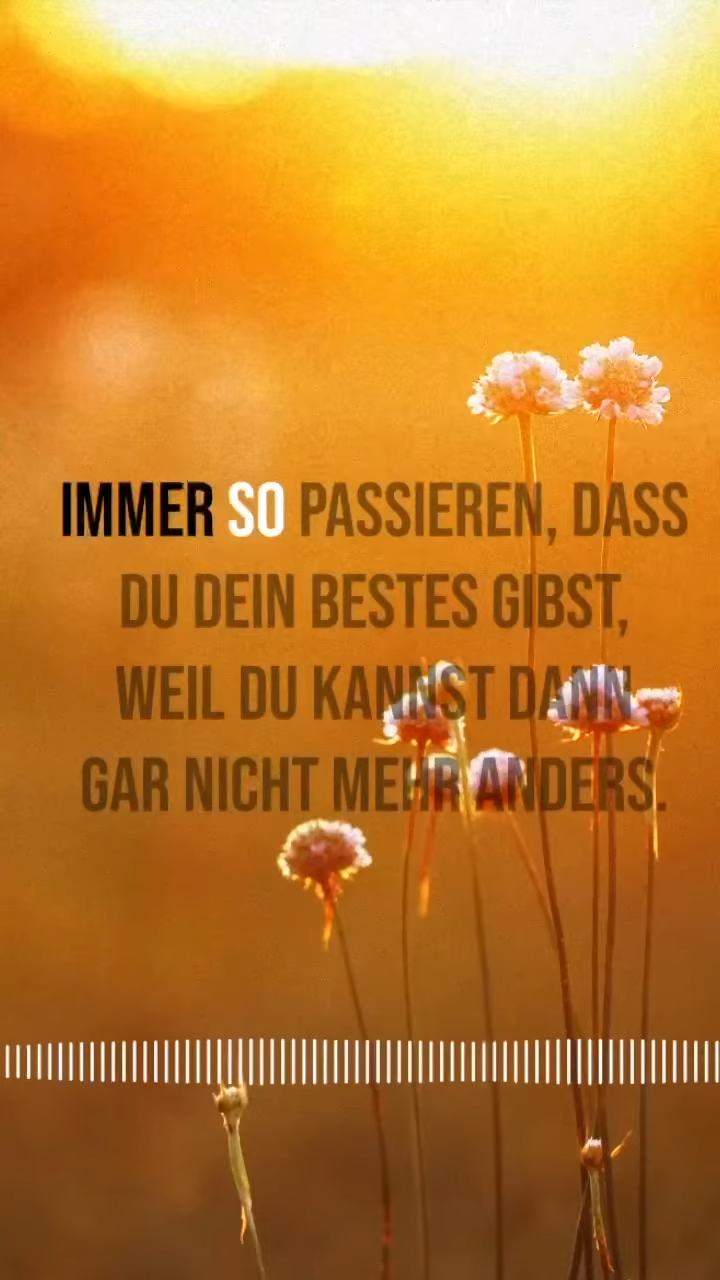 IMMER SO PASSIEREN, DASS
DU DEIN BESTES GIBST,
WEIL DU KANNST DANN
GAR NICHT MEHR ANDERS.